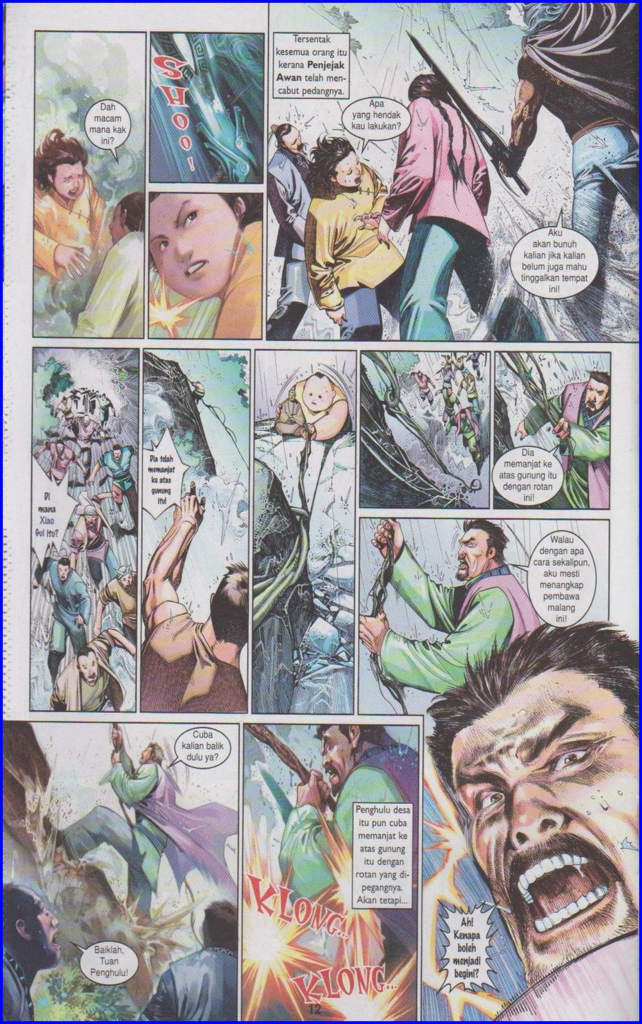 Dah
macam
mana kak
ini?
SHOO!
Tersentak
kesemua orang itu
kerana Penjejak
Awan telah men-
cabut pedangnya.
Apa
yang hendak
kau lakukan?
Aku
akan bunuh
kalian jika kalian
belum juga mahu
tinggalkan tempat
ini!
Di
mana
Xiao
Gui itu?
Dia telah
memanjat
ke atas
gunung
itu!
Dia
memanjat ke
atas gunung itu
dengan rotan
ini!
Walau
dengan apa
cara sekalipun,
aku mesti
menangkap
pembawa
malang
ini!
Cuba
kalian balik
dulu ya?
Baiklah,
Tuan
Penghulu!
Penghulu desa
itu pun cuba
memanjat ke
atas gunung
itu dengan
rotan yang di-
pegangnya.
Akan tetapi...
KLONG...
KLONG...
Ah!
Kenapa
boleh
menjadi
begini?
12